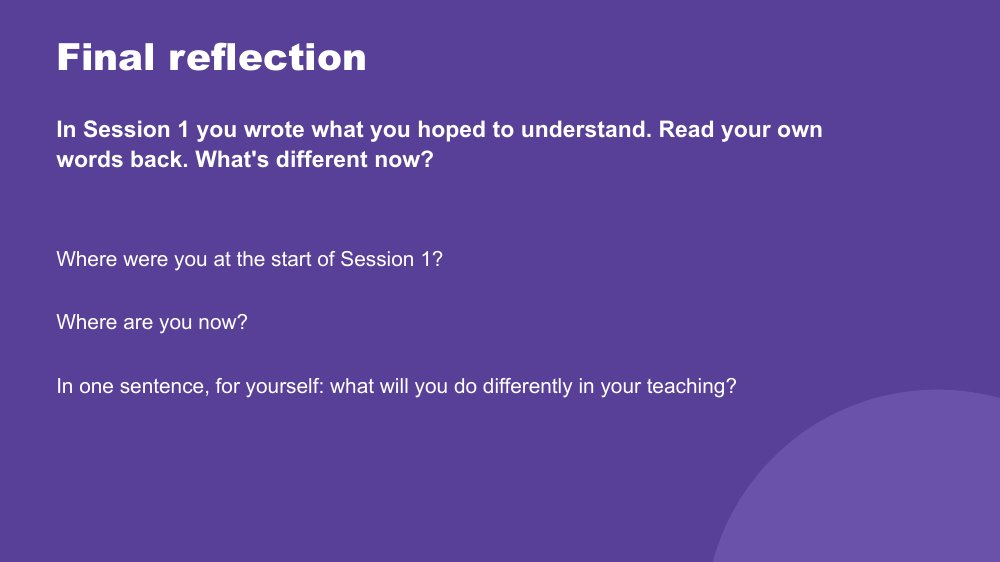 Final reflection
In Session 1 you wrote what you hoped to understand. Read your own
words back. What's different now?
Where were you at the start of Session 1?
Where are you now?
In one sentence, for yourself: what will you do differently in your teaching?